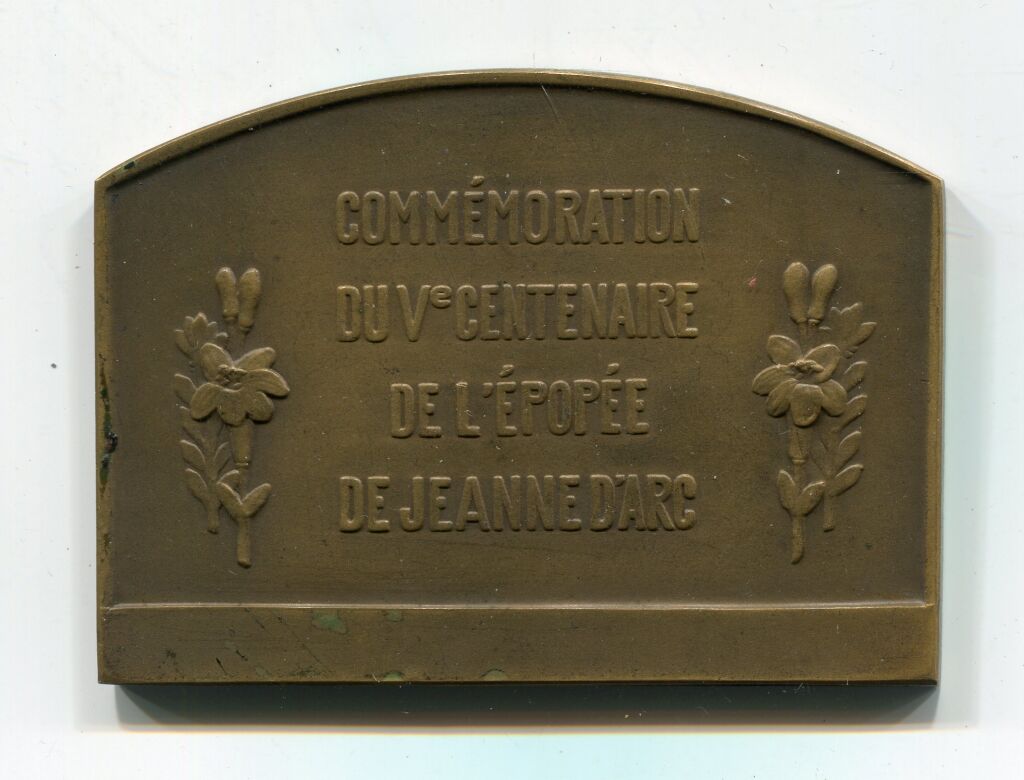 COMMÉMORATION
DU Ve CENTENAIRE
DE L'ÉPOPÉE
DE JEANNE D'ARC